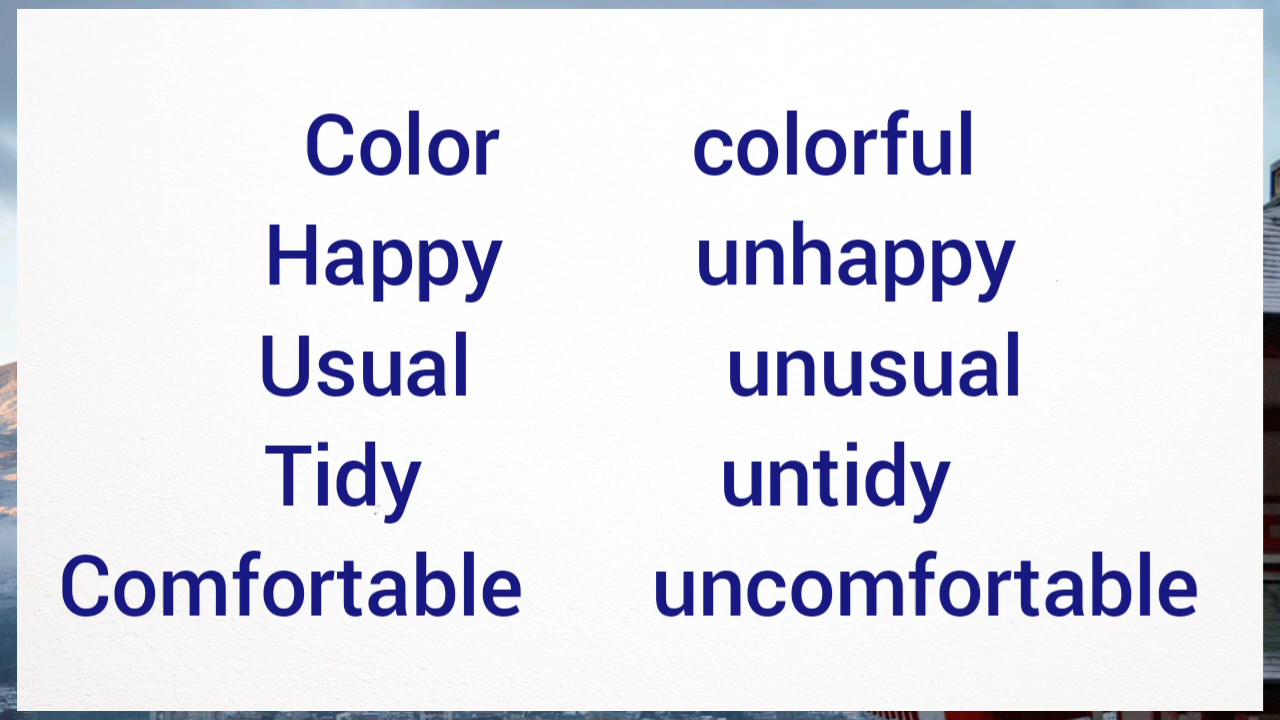 Color colorful
Happy unhappy
Usual unusual
Tidy untidy
Comfortable uncomfortable